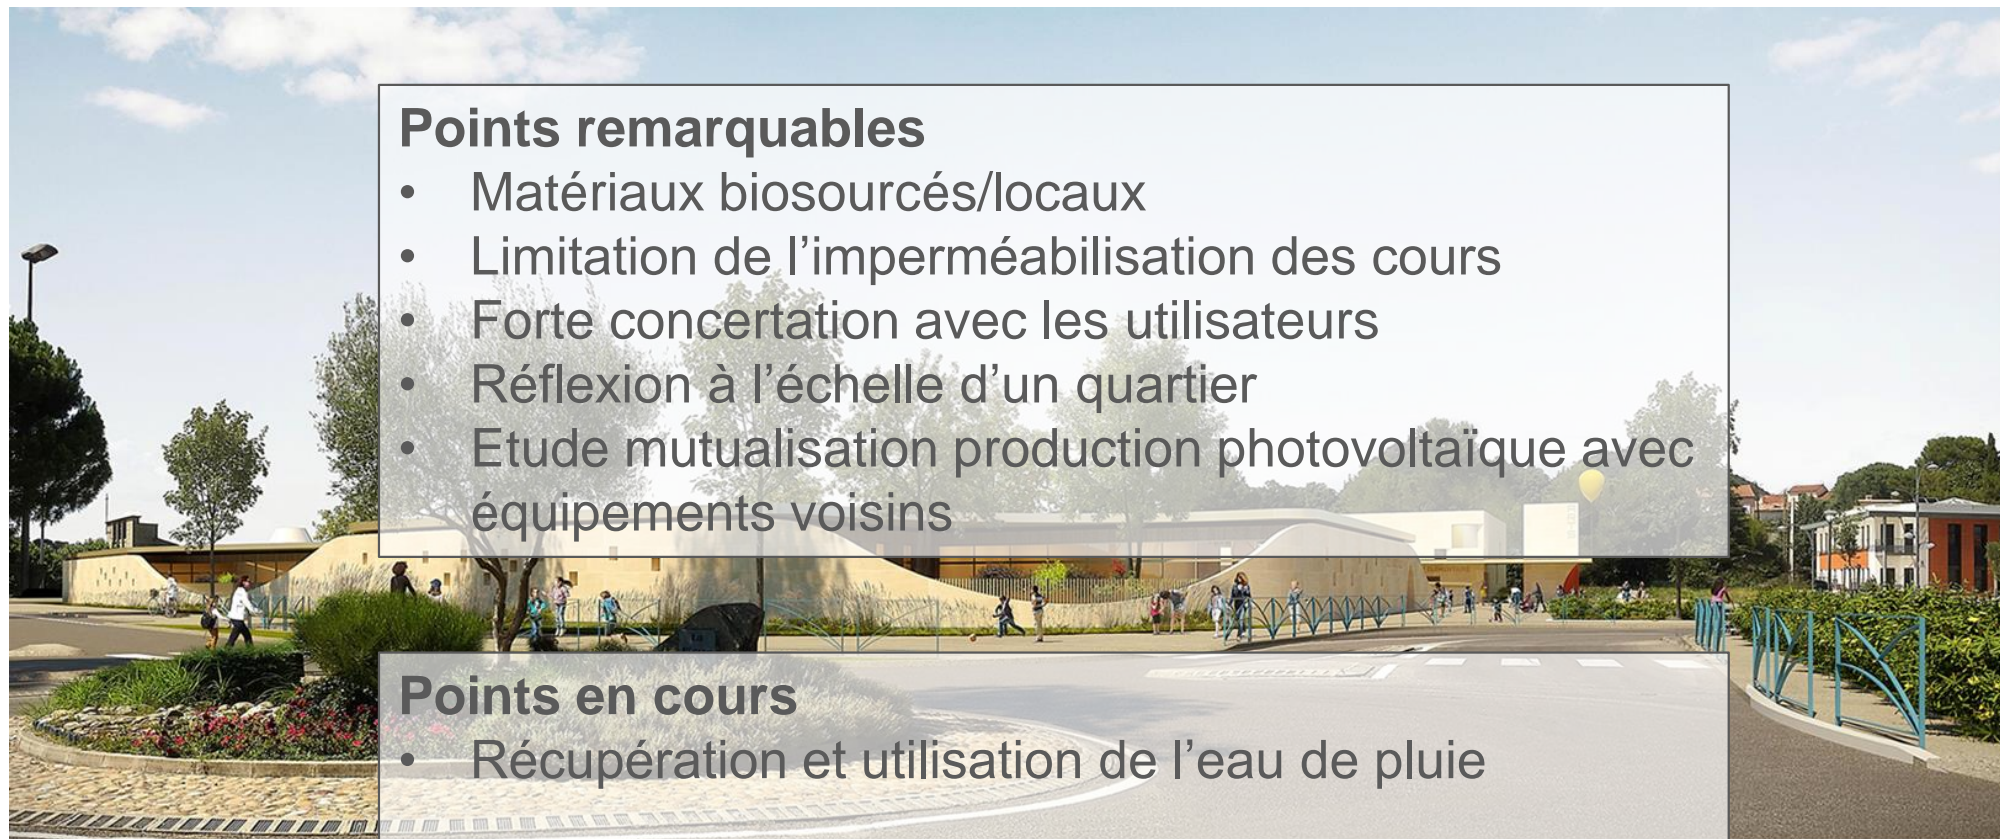 Points remarquables
• Matériaux biosourcés/locaux
• Limitation de l’imperméabilisation des cours
• Forte concertation avec les utilisateurs
• Réflexion à l’échelle d’un quartier
• Etude mutualisation production photovoltaïque avec
équipements voisins
Points en cours
• Récupération et utilisation de l’eau de pluie